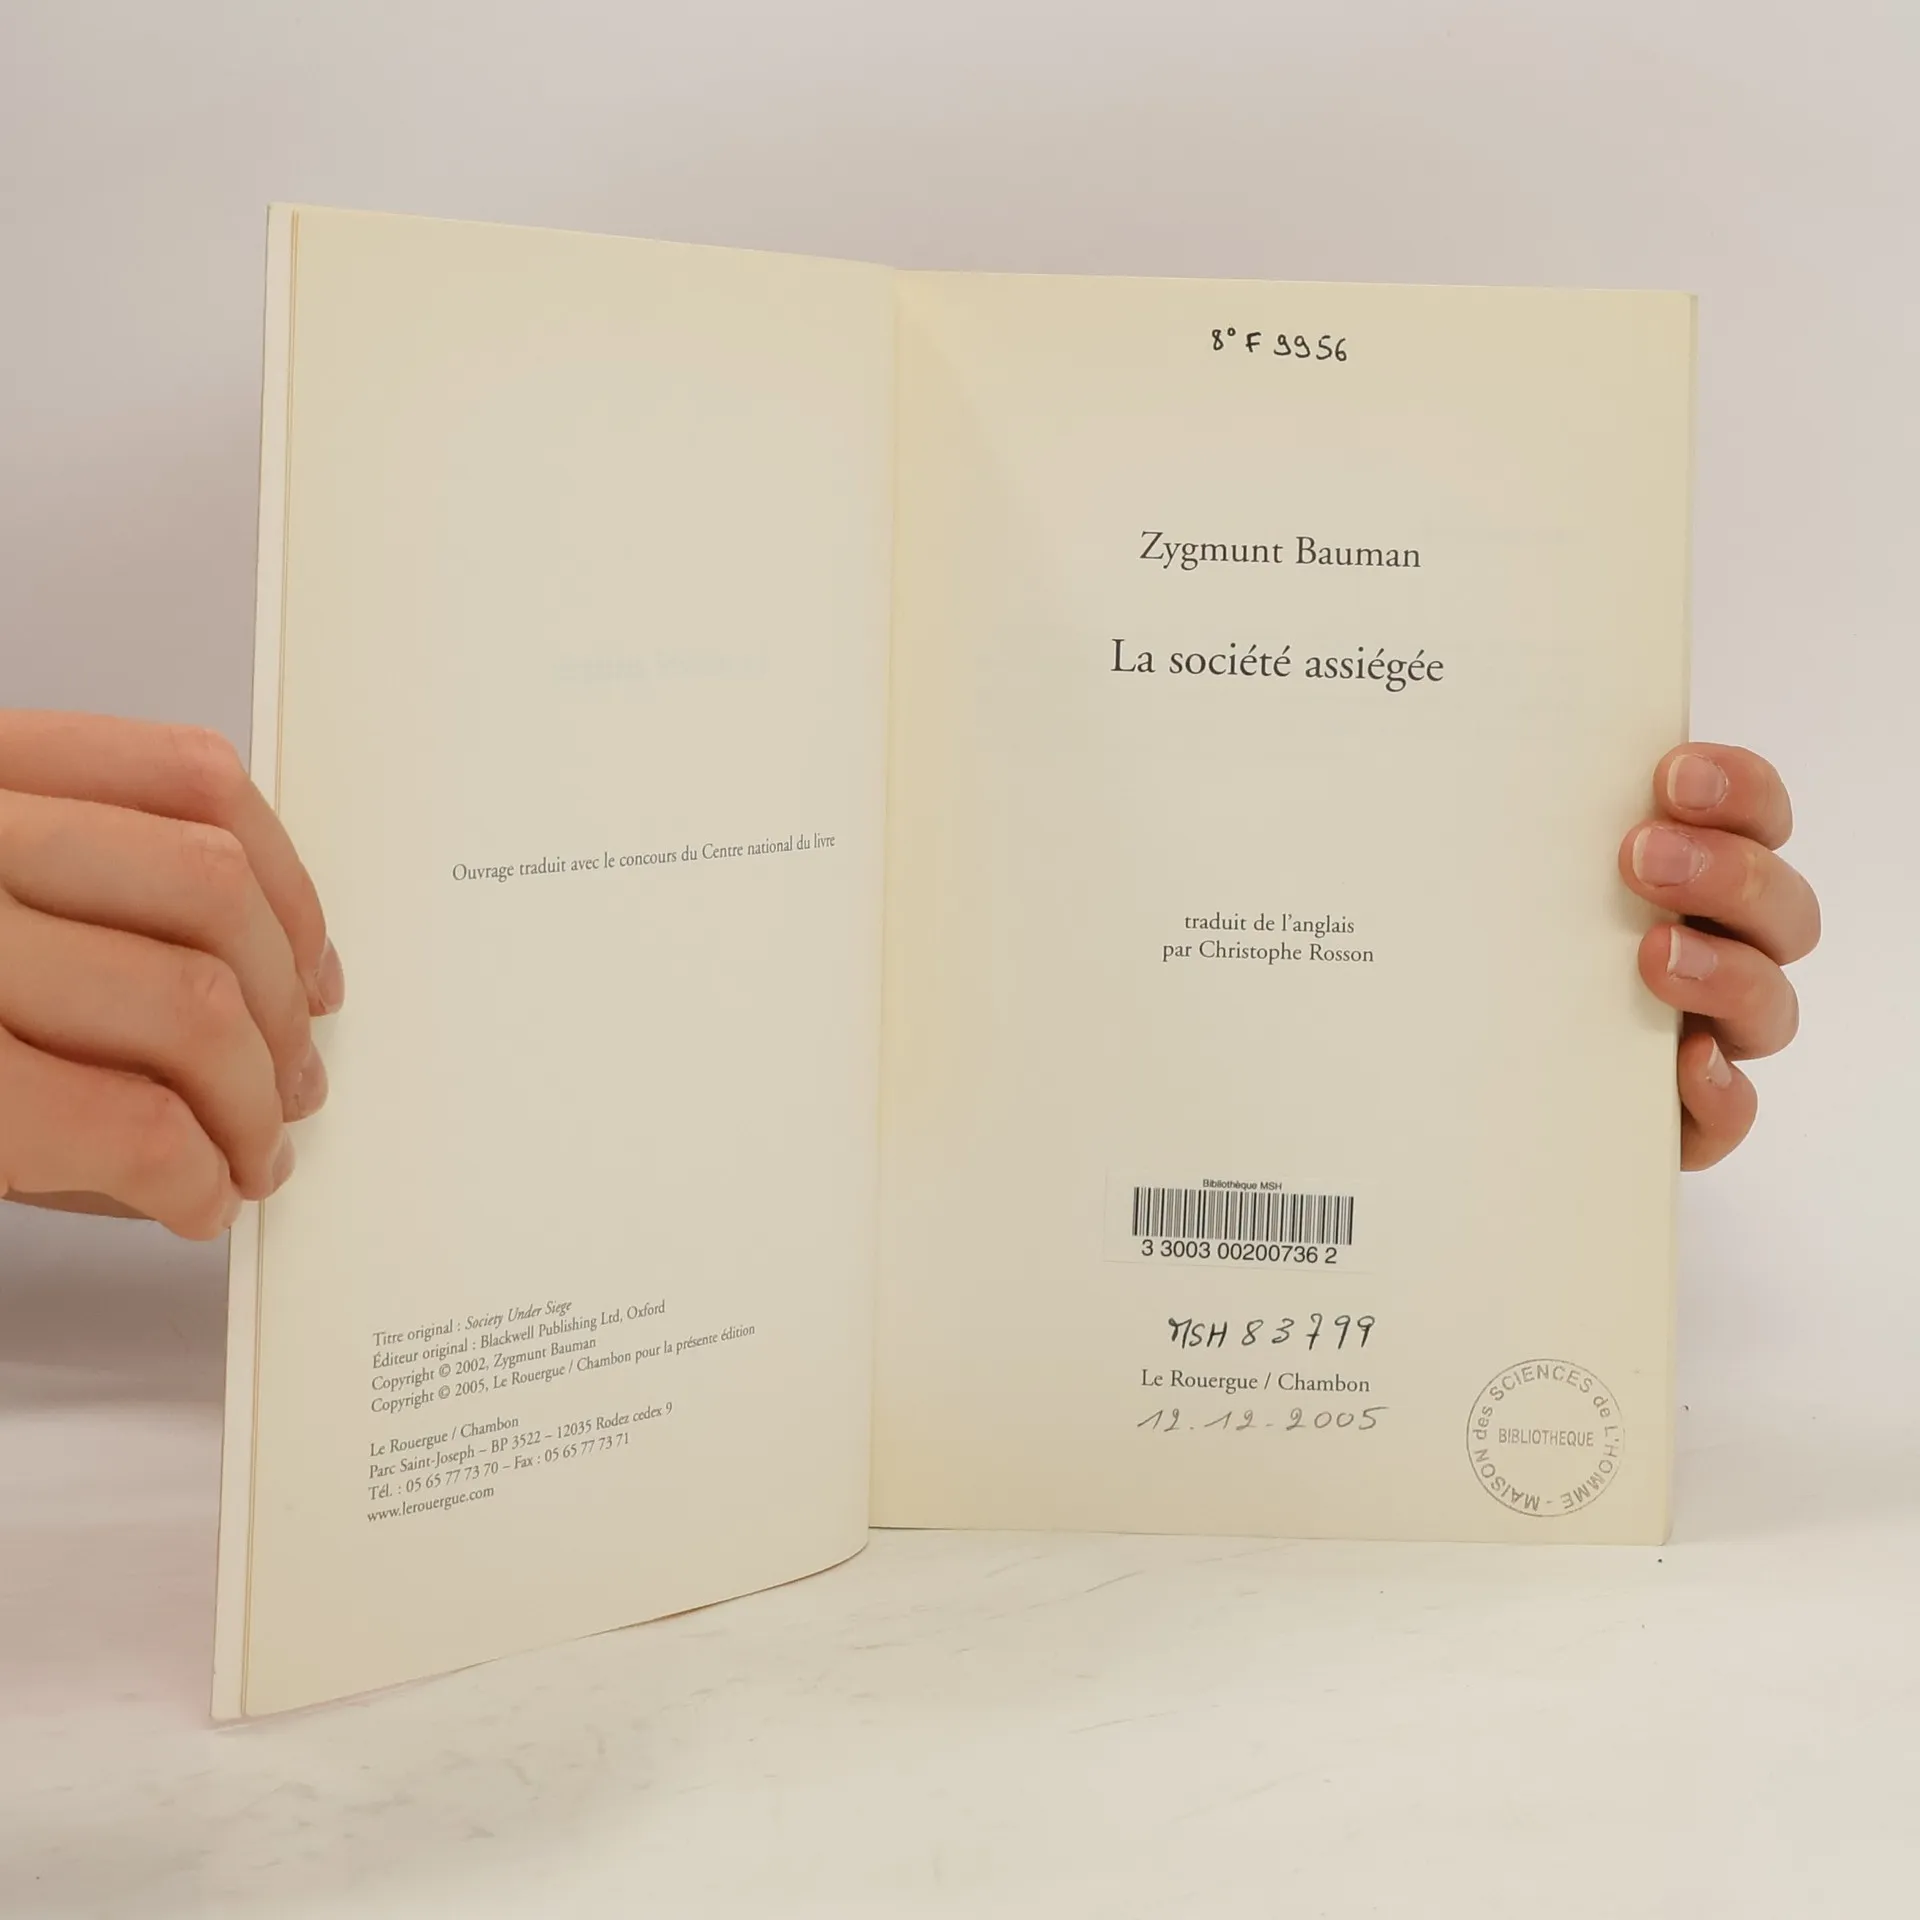 Ouvrage traduit avec le concours du Centre national du livre
Titre original : Society Under Siege
Éditeur original : Blackwell Publishing Ltd, Oxford
Copyright © 2002, Zygmunt Bauman
Copyright © 2005, Le Rouergue / Chambon pour la présente édition
Le Rouergue / Chambon
Parc Saint-Joseph – BP 3522 – 12035 Rodez cedex 9
Tél. : 05 65 77 73 70 – Fax : 05 65 77 73 71
www.lerouergue.com
8° F 9956
Zygmunt Bauman
La société assiégée
traduit de l'anglais
par Christophe Rosson
Bibliothèque MSH
3 3003 00200736 2
MSH 83799
Le Rouergue / Chambon
12.12-2005
MAISON des SCIENCES de L'HOMME -
BIBLIOTHEQUE